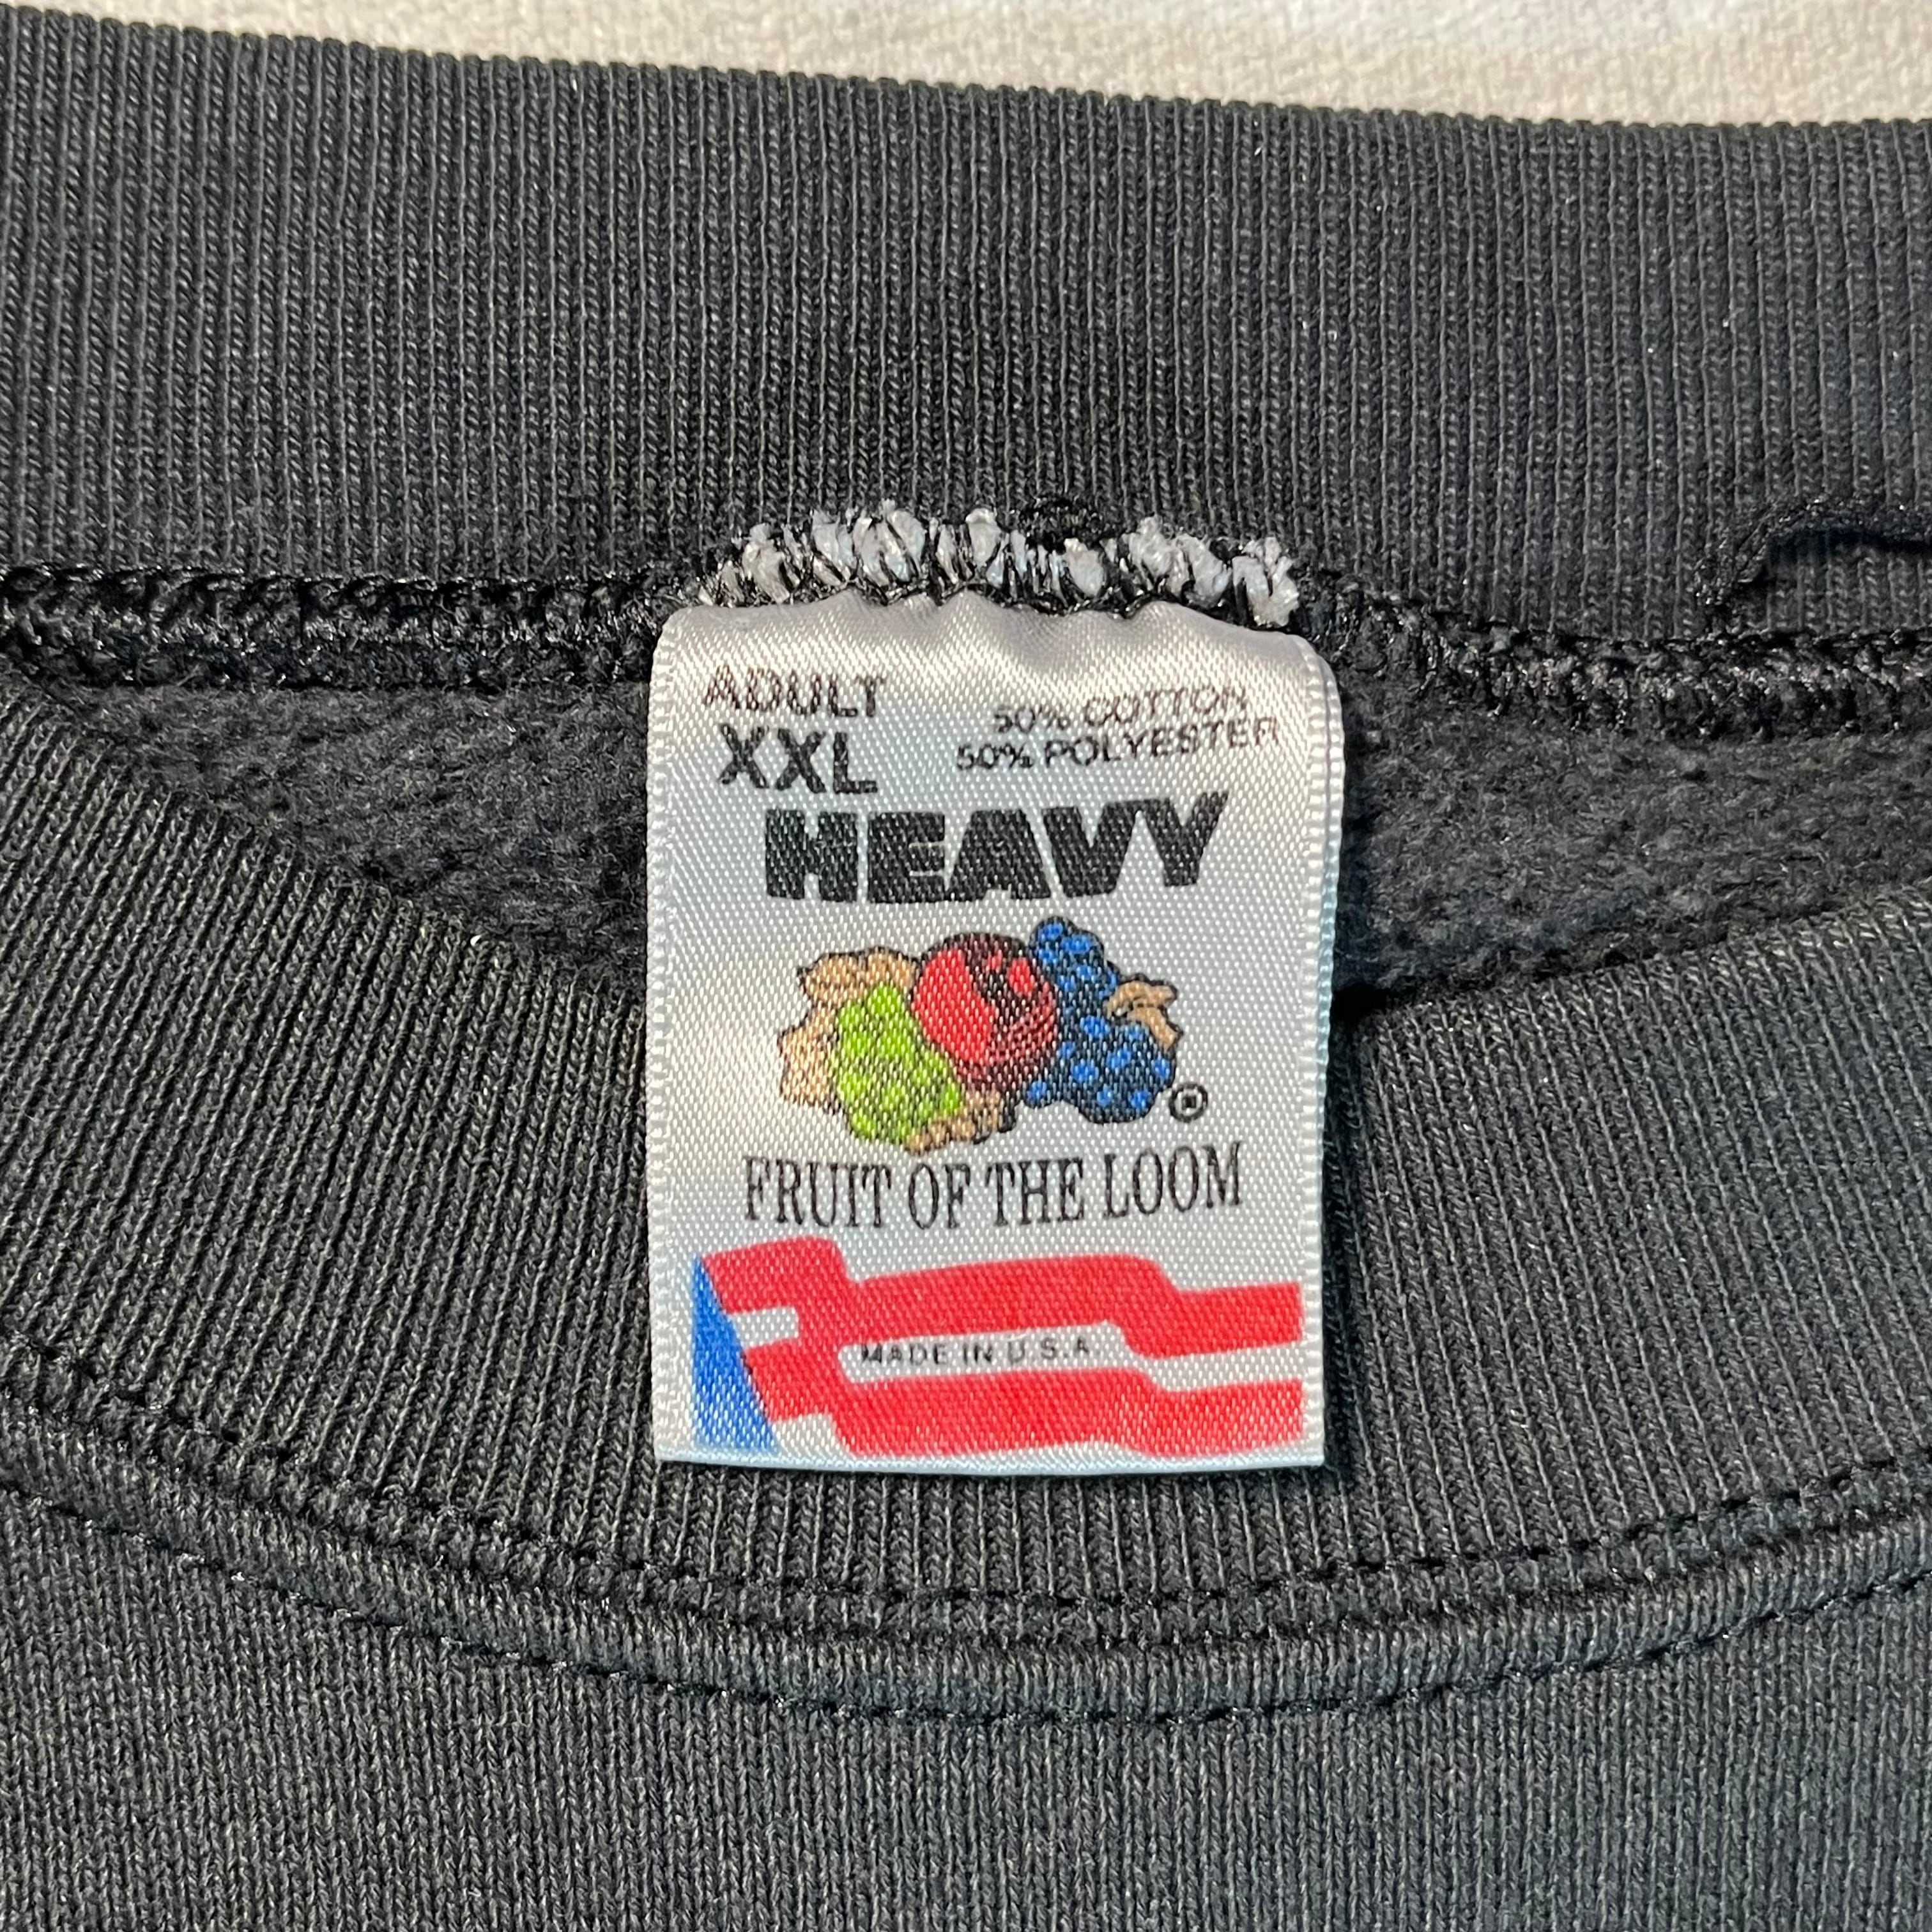 ADULT
XXL
50% COTTON
50% POLYESTER
HEAVY
®
FRUIT OF THE LOOM
MADE IN U.S.A.